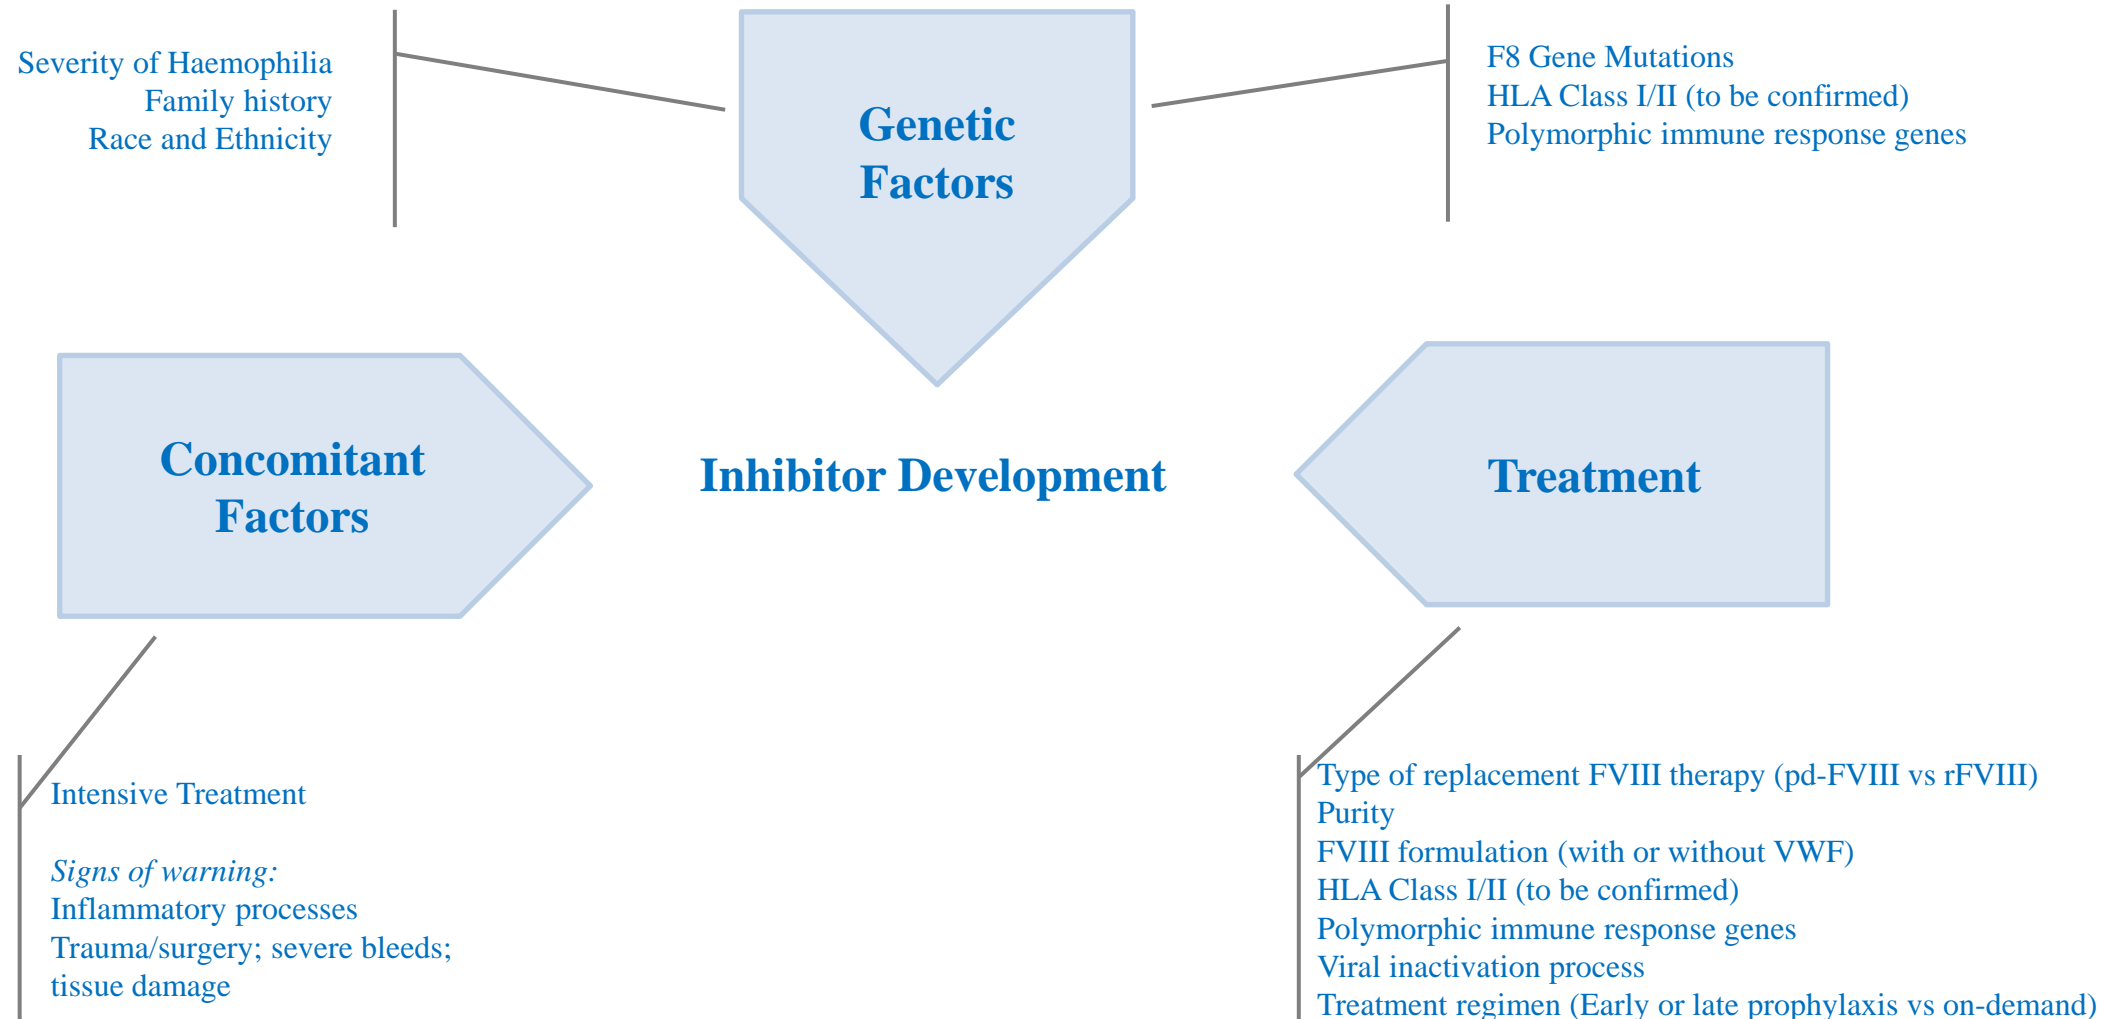 Severity of Haemophilia
Family history
Race and Ethnicity
Genetic
Factors
F8 Gene Mutations
HLA Class I/II (to be confirmed)
Polymorphic immune response genes
Concomitant
Factors
Inhibitor Development
Treatment
Intensive Treatment
Signs of warning:
Inflammatory processes
Trauma/surgery; severe bleeds;
tissue damage
Type of replacement FVIII therapy (pd-FVIII vs rFVIII)
Purity
FVIII formulation (with or without VWF)
HLA Class I/II (to be confirmed)
Polymorphic immune response genes
Viral inactivation process
Treatment regimen (Early or late prophylaxis vs on-demand)